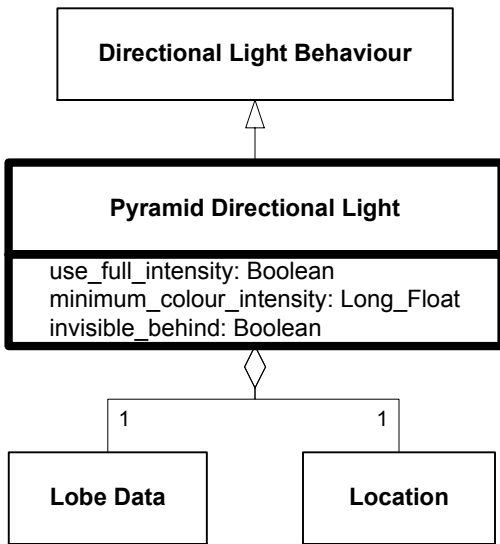 Directional Light Behaviour
Pyramid Directional Light
use_full_intensity: Boolean
minimum_colour_intensity: Long_Float
invisible_behind: Boolean
1
1
Lobe Data
Location